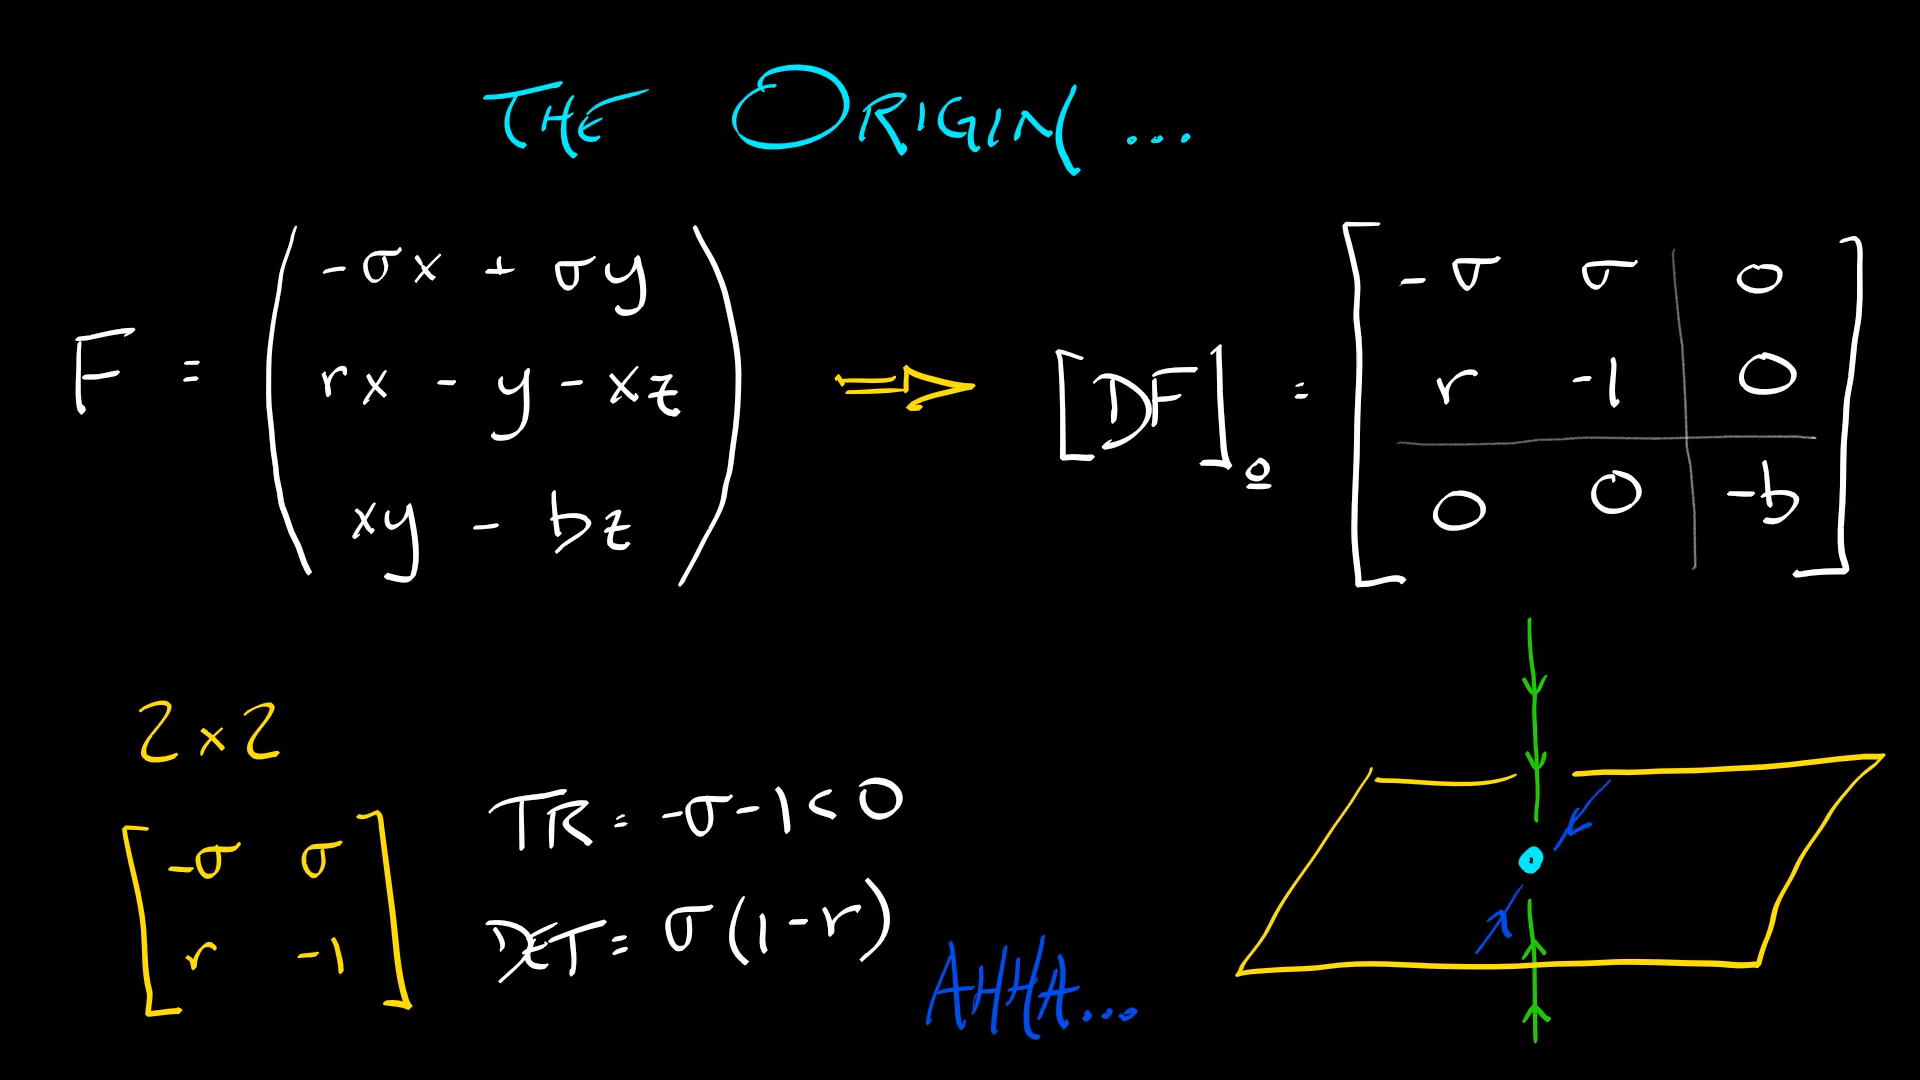 THE ORIGIN...
F = ( -σx + σy
rx - y - xz
xy - bz )
⇒ [DF]₀ = [ -σ σ 0
r -1 0
0 0 -b ]
2×2
[ -σ σ
r -1 ]
TR = -σ-1<0
DET = σ(1-r)
AHHA...